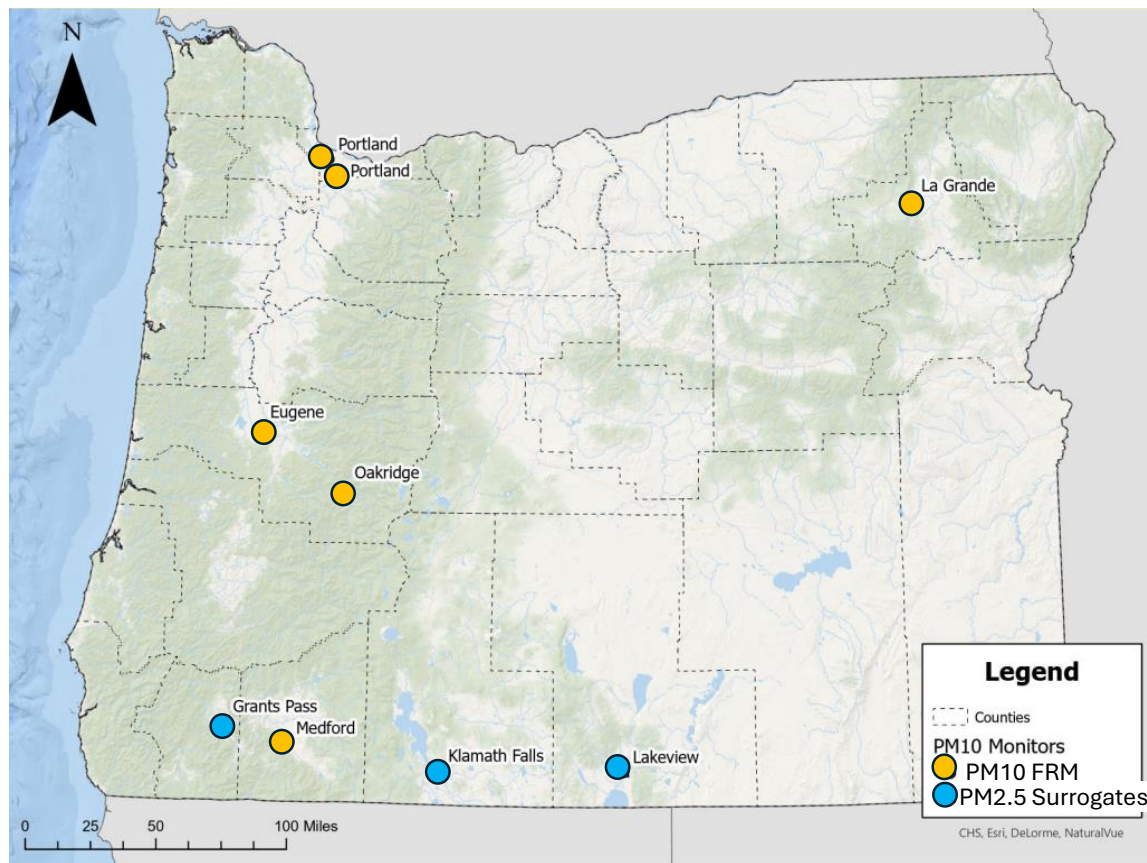 N
Portland
Portland
La Grande
Eugene
Oakridge
Grants Pass
Medford
Klamath Falls
Lakeview
Legend
Counties
PM10 Monitors
PM10 FRM
PM2.5 Surrogates
0 25 50 100 Miles
CHS, Esri, DeLorme, NaturalVue